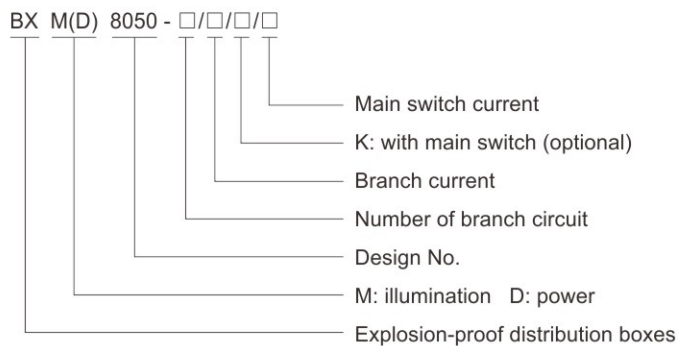 BX M(D) 8050 - □/□/□/□
Main switch current
K: with main switch (optional)
Branch current
Number of branch circuit
Design No.
M: illumination D: power
Explosion-proof distribution boxes